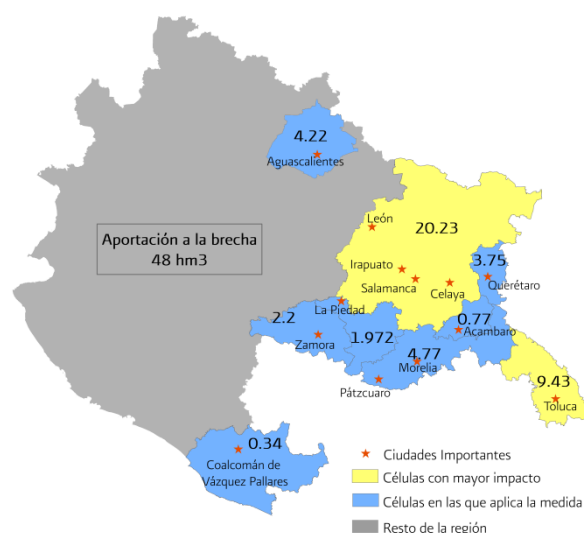 4.22
Aguascalientes
León
20.23
Aportación a la brecha
48 hm3
Irapuato
Salamanca
Celaya
3.75
Querétaro
La Piedad
2.2
Zamora
1.972
0.77
Acambaro
4.77
Morelia
Pátzcuaro
9.43
Toluca
0.34
Coalcomán de
Vázquez Pallares
Ciudades Importantes
Células con mayor impacto
Células en las que aplica la medida
Resto de la región